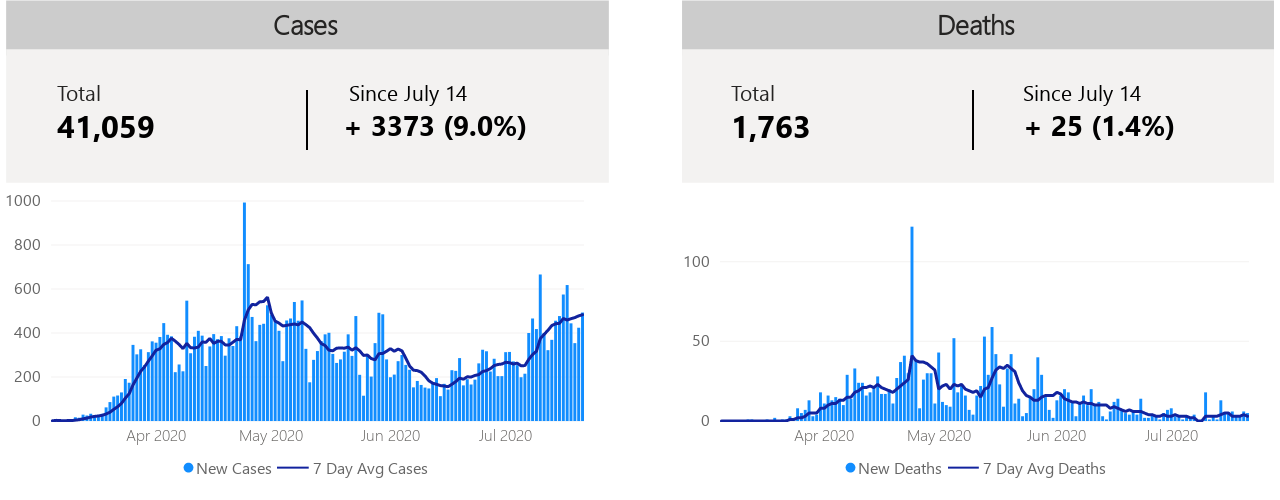 Cases
Total
41,059
Since July 14
+ 3373 (9.0%)
1000
800
600
400
200
0
Apr 2020
May 2020
Jun 2020
Jul 2020
New Cases
7 Day Avg Cases
Deaths
Total
1,763
Since July 14
+ 25 (1.4%)
100
50
0
Apr 2020
May 2020
Jun 2020
Jul 2020
New Deaths
7 Day Avg Deaths